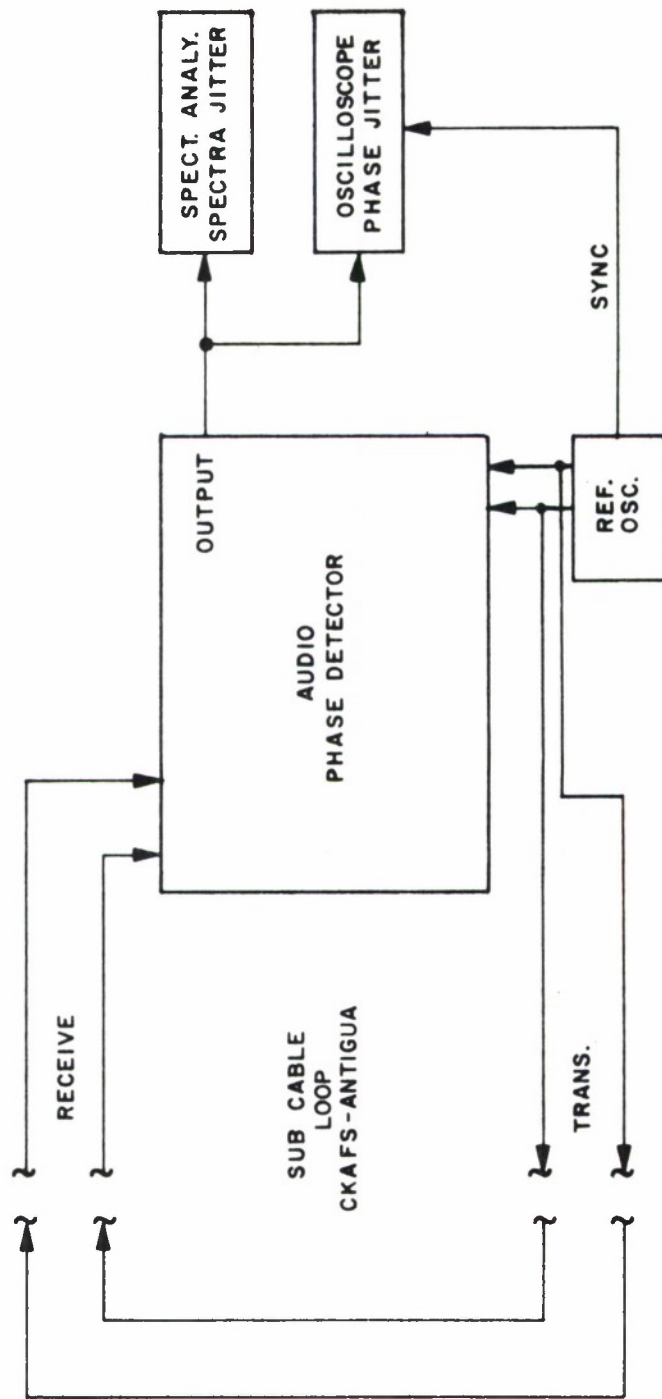 RECEIVE
SUB CABLE
LOOP
CKAFS-ANTIGUA
TRANS.
AUDIO
PHASE DETECTOR
OUTPUT
REF.
OSC.
SYNC
SPECT. ANALY.
SPECTRA JITTER
OSCILLOSCOPE
PHASE JITTER